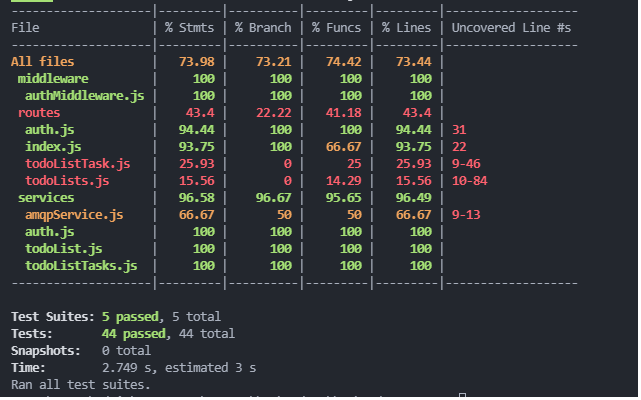 --------------------|---------|----------|---------|---------|-------------------
File                | % Stmts | % Branch | % Funcs | % Lines | Uncovered Line #s
--------------------|---------|----------|---------|---------|-------------------
All files           |   73.98 |    73.21 |   74.42 |   73.44 |
 middleware         |     100 |      100 |     100 |     100 |
  authMiddleware.js |     100 |      100 |     100 |     100 |
 routes             |    43.4 |    22.22 |   41.18 |    43.4 |
  auth.js           |   94.44 |      100 |     100 |   94.44 | 31
  index.js          |   93.75 |      100 |   66.67 |   93.75 | 22
  todoListTask.js   |   25.93 |        0 |      25 |   25.93 | 9-46
  todoLists.js      |   15.56 |        0 |   14.29 |   15.56 | 10-84
 services           |   96.58 |    96.67 |   95.65 |   96.49 |
  amqpService.js    |   66.67 |       50 |      50 |   66.67 | 9-13
  auth.js           |     100 |      100 |     100 |     100 |
  todoList.js       |     100 |      100 |     100 |     100 |
  todoListTasks.js  |     100 |      100 |     100 |     100 |
--------------------|---------|----------|---------|---------|-------------------
Test Suites: 5 passed, 5 total
Tests:       44 passed, 44 total
Snapshots:   0 total
Time:        2.749 s, estimated 3 s
Ran all test suites.